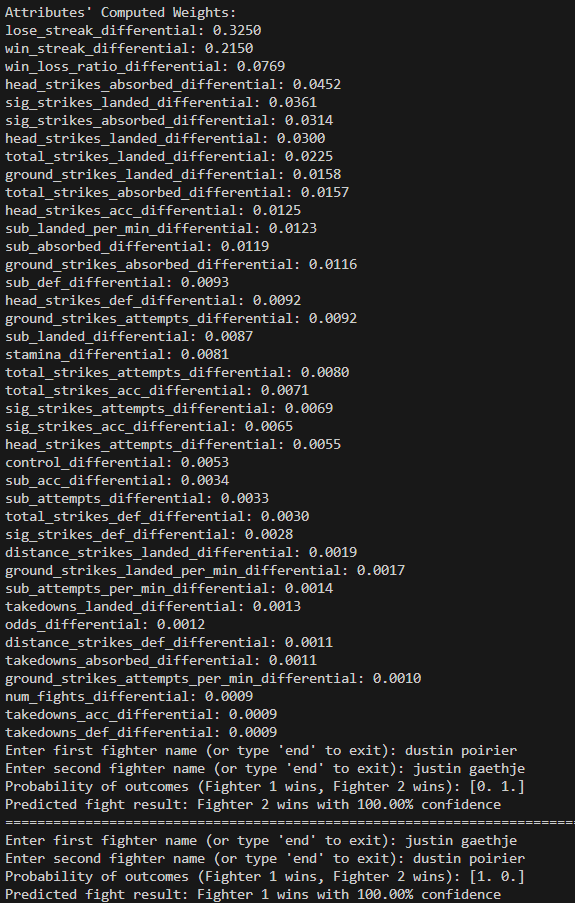 Attributes' Computed Weights:
lose_streak_differential: 0.3250
win_streak_differential: 0.2150
win_loss_ratio_differential: 0.0769
head_strikes_absorbed_differential: 0.0452
sig_strikes_landed_differential: 0.0361
sig_strikes_absorbed_differential: 0.0314
head_strikes_landed_differential: 0.0300
total_strikes_landed_differential: 0.0225
ground_strikes_landed_differential: 0.0158
total_strikes_absorbed_differential: 0.0157
head_strikes_acc_differential: 0.0125
sub_landed_per_min_differential: 0.0123
sub_absorbed_differential: 0.0119
ground_strikes_absorbed_differential: 0.0116
sub_def_differential: 0.0093
head_strikes_def_differential: 0.0092
ground_strikes_attempts_differential: 0.0092
sub_landed_differential: 0.0087
stamina_differential: 0.0081
total_strikes_attempts_differential: 0.0080
total_strikes_acc_differential: 0.0071
sig_strikes_attempts_differential: 0.0069
sig_strikes_acc_differential: 0.0065
head_strikes_attempts_differential: 0.0055
control_differential: 0.0053
sub_acc_differential: 0.0034
sub_attempts_differential: 0.0033
total_strikes_def_differential: 0.0030
sig_strikes_def_differential: 0.0028
distance_strikes_landed_differential: 0.0019
ground_strikes_landed_per_min_differential: 0.0017
sub_attempts_per_min_differential: 0.0014
takedowns_landed_differential: 0.0013
odds_differential: 0.0012
distance_strikes_def_differential: 0.0011
takedowns_absorbed_differential: 0.0011
ground_strikes_attempts_per_min_differential: 0.0010
num_fights_differential: 0.0009
takedowns_acc_differential: 0.0009
takedowns_def_differential: 0.0009
Enter first fighter name (or type 'end' to exit): dustin poirier
Enter second fighter name (or type 'end' to exit): justin gaethje
Probability of outcomes (Fighter 1 wins, Fighter 2 wins): [0. 1.]
Predicted fight result: Fighter 2 wins with 100.00% confidence
========================================================================
Enter first fighter name (or type 'end' to exit): justin gaethje
Enter second fighter name (or type 'end' to exit): dustin poirier
Probability of outcomes (Fighter 1 wins, Fighter 2 wins): [1. 0.]
Predicted fight result: Fighter 1 wins with 100.00% confidence